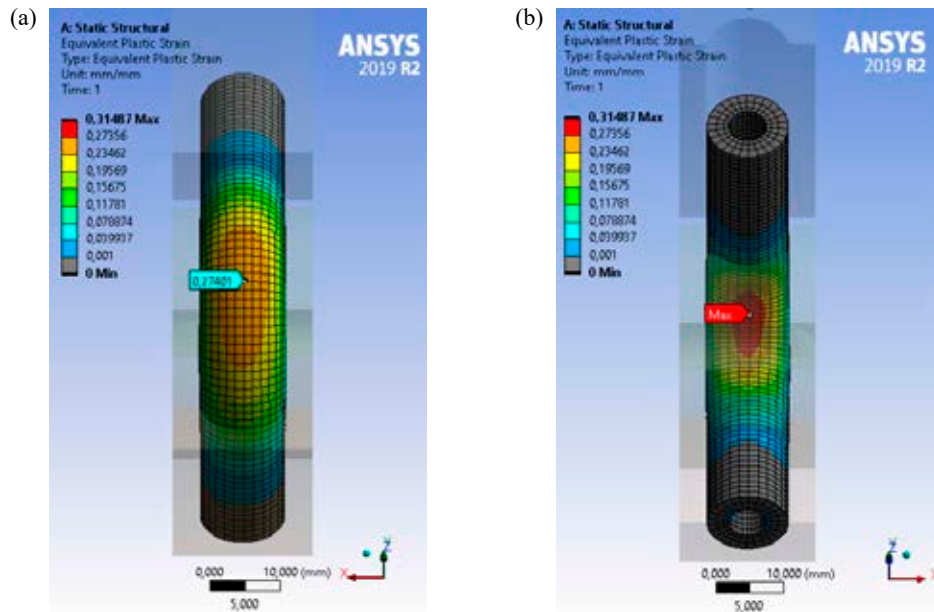 (a)
A: Static Structural
Equivalent Plastic Strain
Type: Equivalent Plastic Strain
Unit: mm/mm
Time: 1
0,31487 Max
0,27356
0,23462
0,19569
0,15675
0,11781
0,078874
0,039937
0,001
0 Min
ANSYS
2019 R2
0,27401
0,000
10,000 (mm)
5,000
X
Z
(b)
A: Static Structural
Equivalent Plastic Strain
Type: Equivalent Plastic Strain
Unit: mm/mm
Time: 1
0,31487 Max
0,27356
0,23462
0,19569
0,15675
0,11781
0,078874
0,039937
0,001
0 Min
ANSYS
2019 R2
Max
0,000
10,000 (mm)
5,000
Z